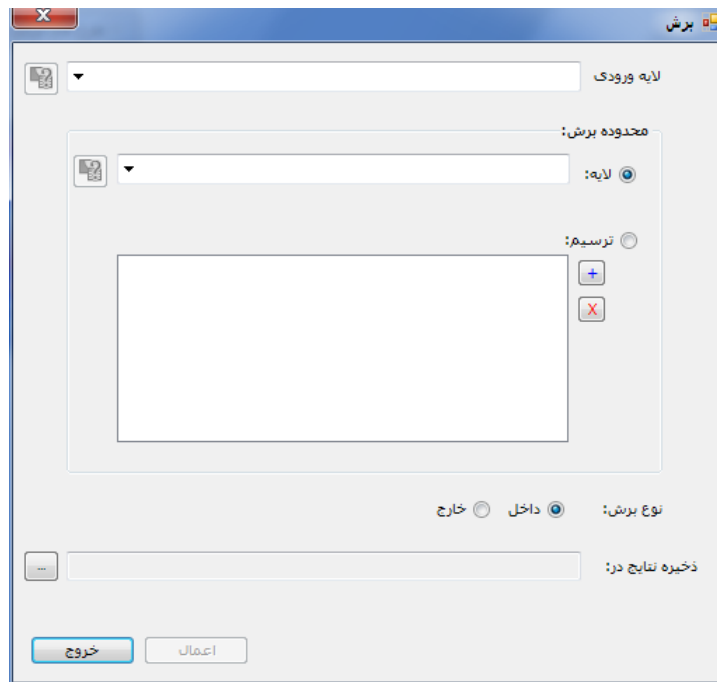 برش
لایه ورودی
محدوده برش:
لایه:
ترسیم:
+
X
نوع برش: داخل خارج
ذخیره نتایج در: ...
اعمال خروج